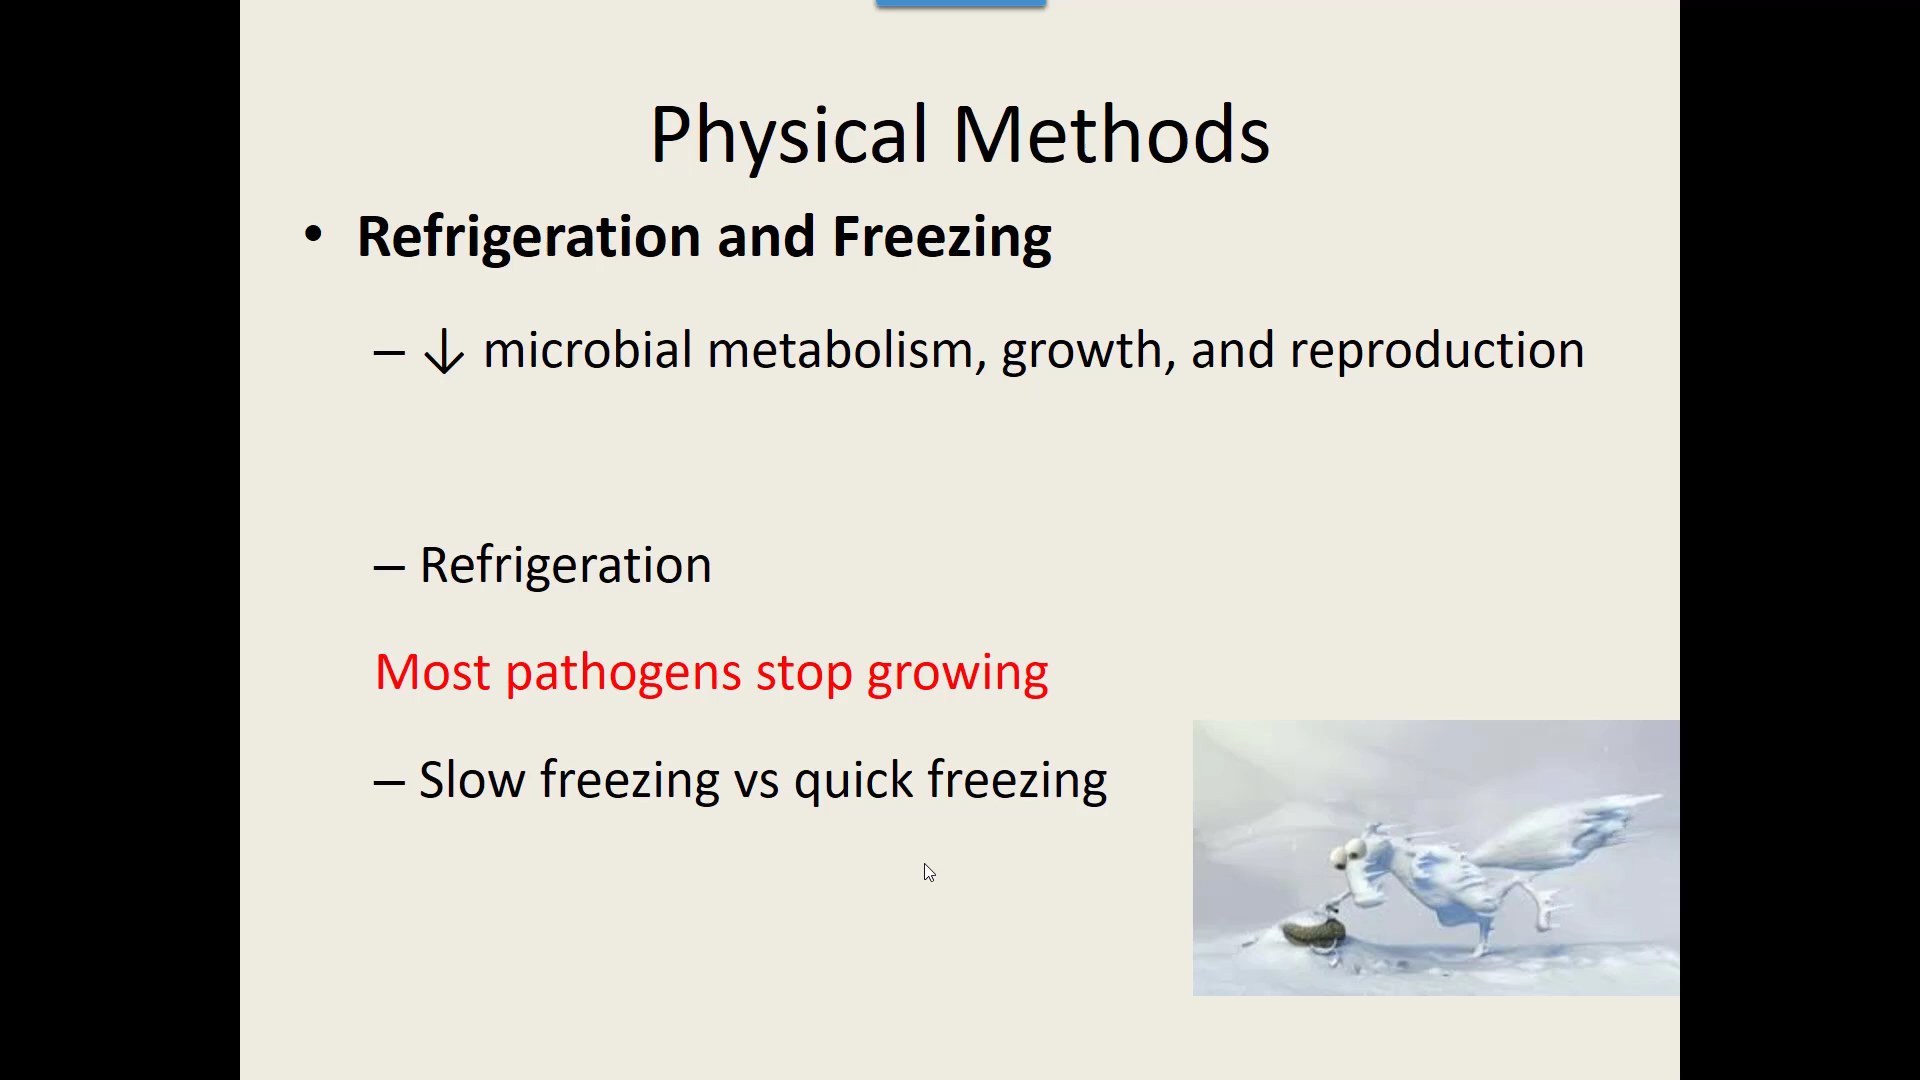 Physical Methods
• Refrigeration and Freezing
– ↓ microbial metabolism, growth, and reproduction
– Refrigeration
Most pathogens stop growing
– Slow freezing vs quick freezing